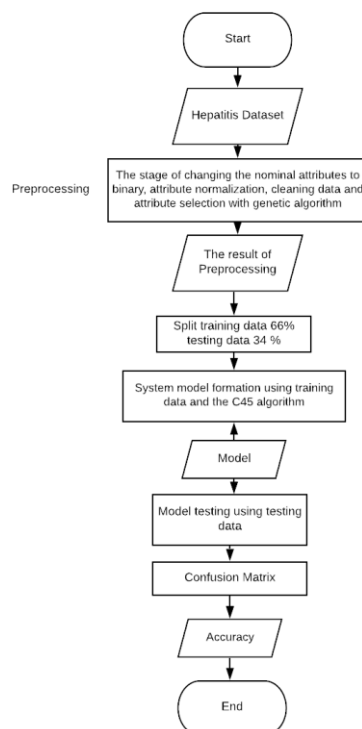 Start
Hepatitis Dataset
Preprocessing
The stage of changing the nominal attributes to
binary, attribute normalization, cleaning data and
attribute selection with genetic algorithm
The result of
Preprocessing
Split training data 66%
testing data 34 %
System model formation using training
data and the C45 algorithm
Model
Model testing using testing
data
Confusion Matrix
Accuracy
End